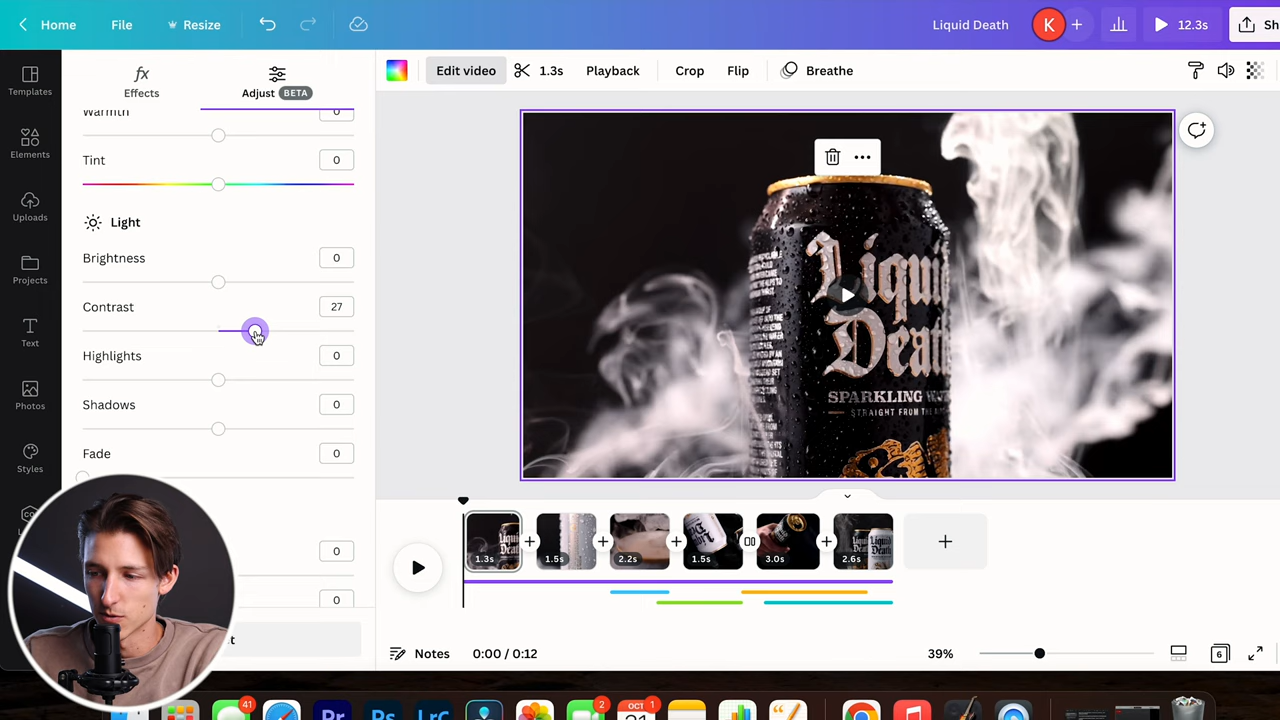 Home
File
Resize
Liquid Death
K
12.3s
Sh
Templates
Elements
Uploads
Projects
Text
Photos
Styles
Effects
Adjust BETA
Warmth
0
Tint
0
Light
Brightness
0
Contrast
27
Highlights
0
Shadows
0
Fade
0
0
0
t
Edit video
1.3s
Playback
Crop
Flip
Breathe
Liquid
Death
SPARKLING W
STRAIGHT FROM THE
1.3s
1.5s
2.2s
1.5s
3.0s
2.6s
Notes
0:00 / 0:12
39%
6
41
Pr
Ps
LrC
2
OCT
1